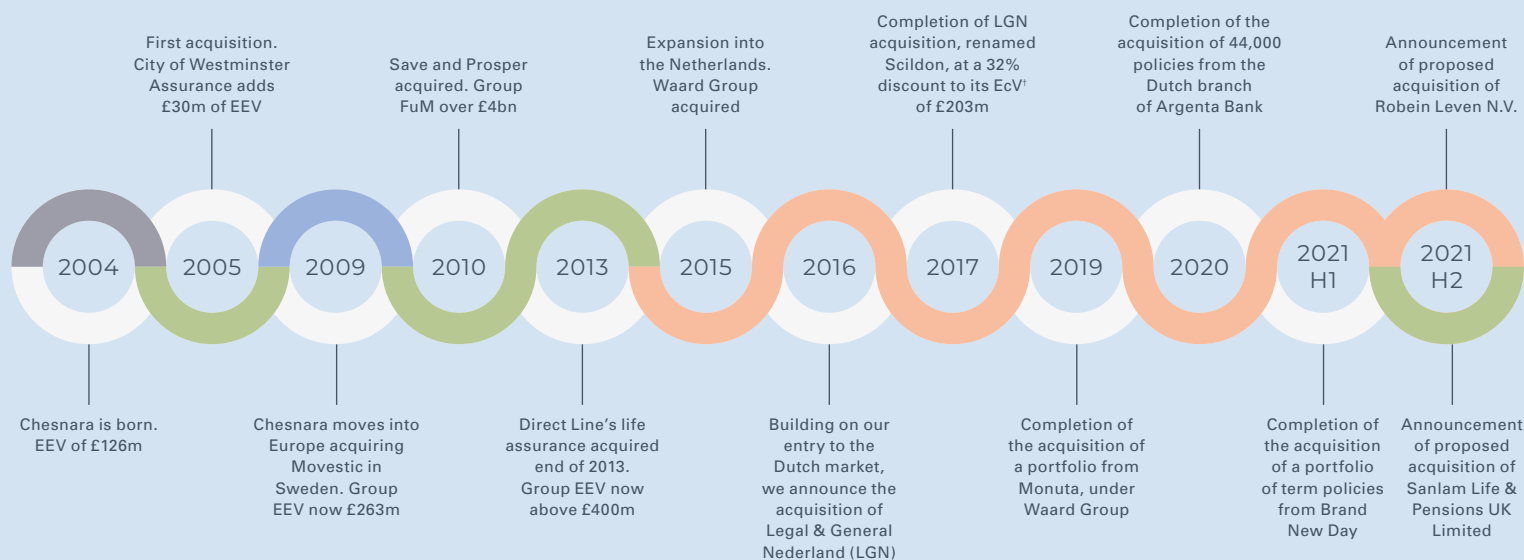 First acquisition.
City of Westminster
Assurance adds
£30m of EEV
Save and Prosper
acquired. Group
FuM over £4bn
Expansion into
the Netherlands.
Waard Group
acquired
Completion of LGN
acquisition, renamed
Scildon, at a 32%
discount to its EcV†
of £203m
Completion of the
acquisition of 44,000
policies from the
Dutch branch
of Argenta Bank
Announcement
of proposed
acquisition of
Robein Leven N.V.
2004
2005
2009
2010
2013
2015
2016
2017
2019
2020
2021
H1
2021
H2
Chesnara is born.
EEV of £126m
Chesnara moves into
Europe acquiring
Movestic in
Sweden. Group
EEV now £263m
Direct Line’s life
assurance acquired
end of 2013.
Group EEV now
above £400m
Building on our
entry to the
Dutch market,
we announce the
acquisition of
Legal & General
Nederland (LGN)
Completion of
the acquisition of
a portfolio from
Monuta, under
Waard Group
Completion of
the acquisition
of a portfolio
of term policies
from Brand
New Day
Announcement
of proposed
acquisition of
Sanlam Life &
Pensions UK
Limited